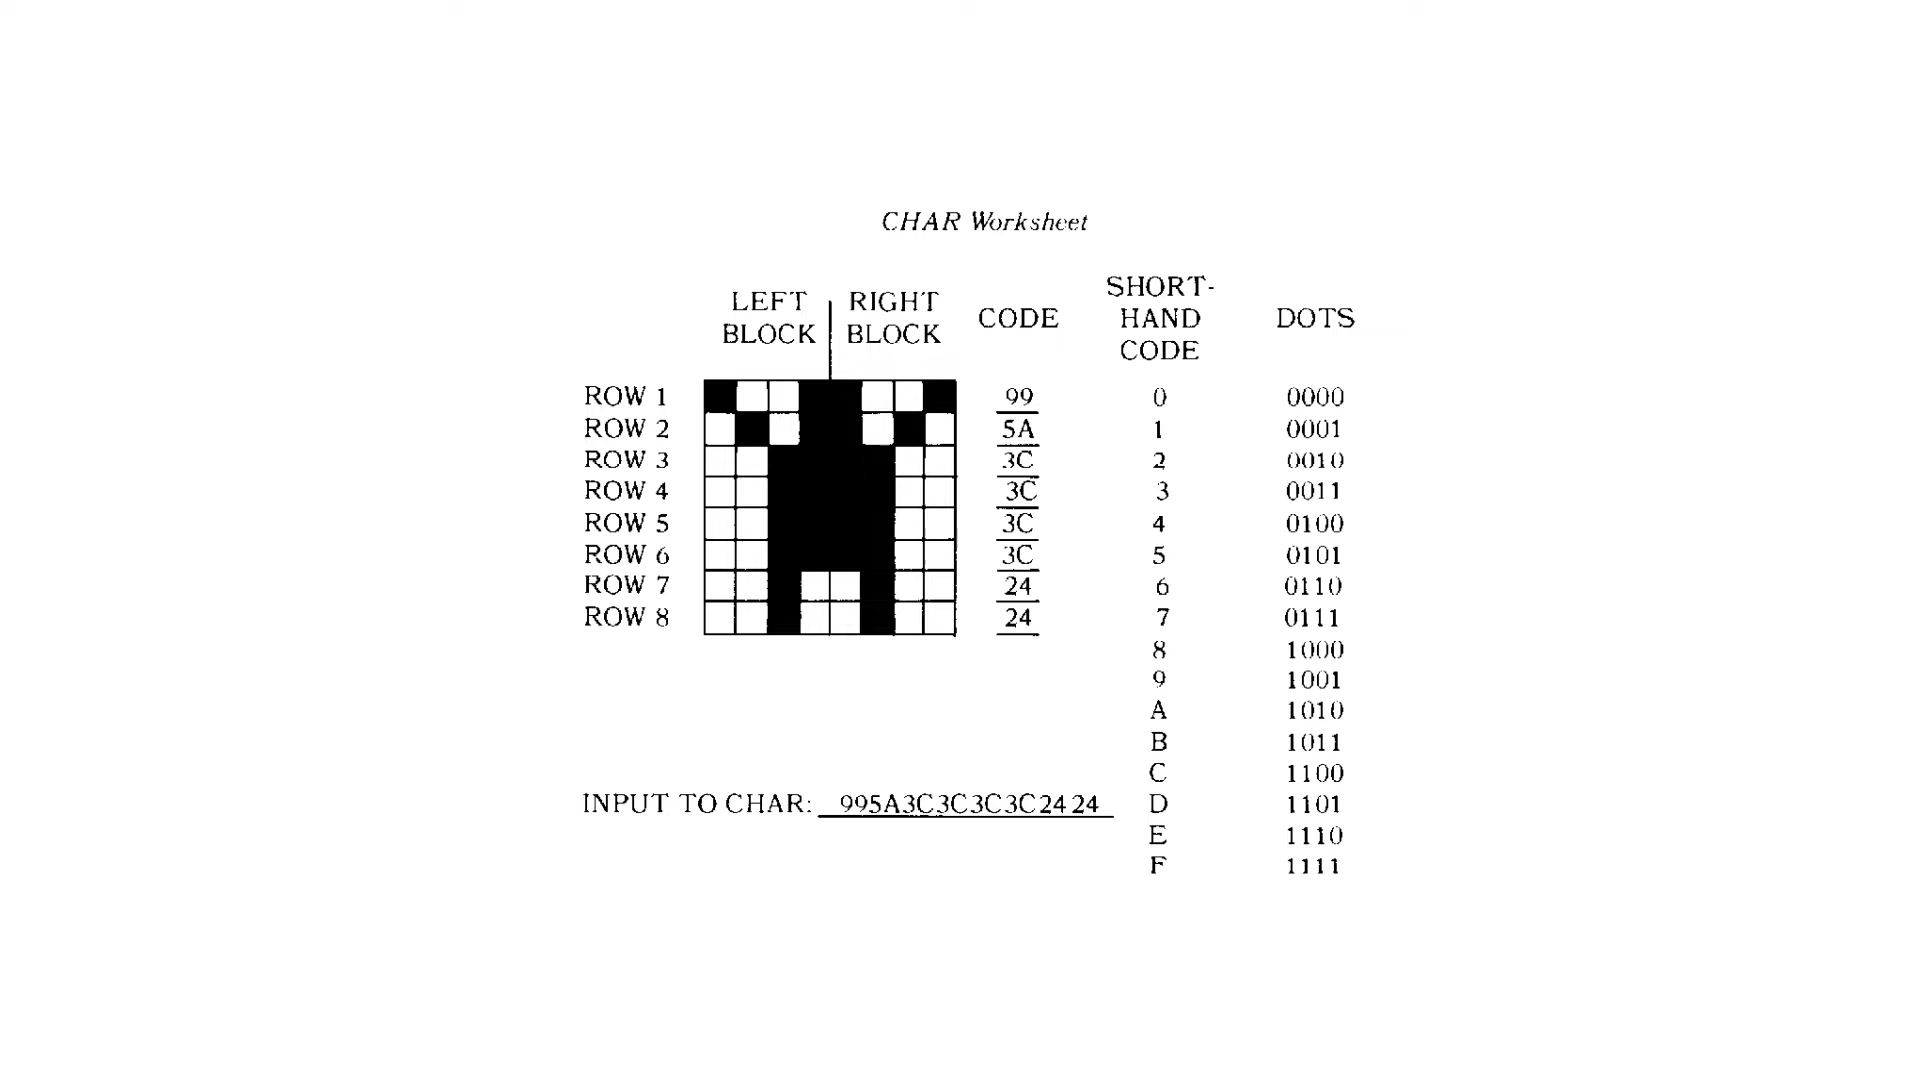 CHAR Worksheet
LEFT BLOCK RIGHT BLOCK CODE SHORT-HAND CODE DOTS
ROW 1 99 0 0000
ROW 2 5A 1 0001
ROW 3 3C 2 0010
ROW 4 3C 3 0011
ROW 5 3C 4 0100
ROW 6 3C 5 0101
ROW 7 24 6 0110
ROW 8 24 7 0111
8 1000
9 1001
A 1010
B 1011
C 1100
INPUT TO CHAR: 995A3C3C3C3C2424 D 1101
E 1110
F 1111